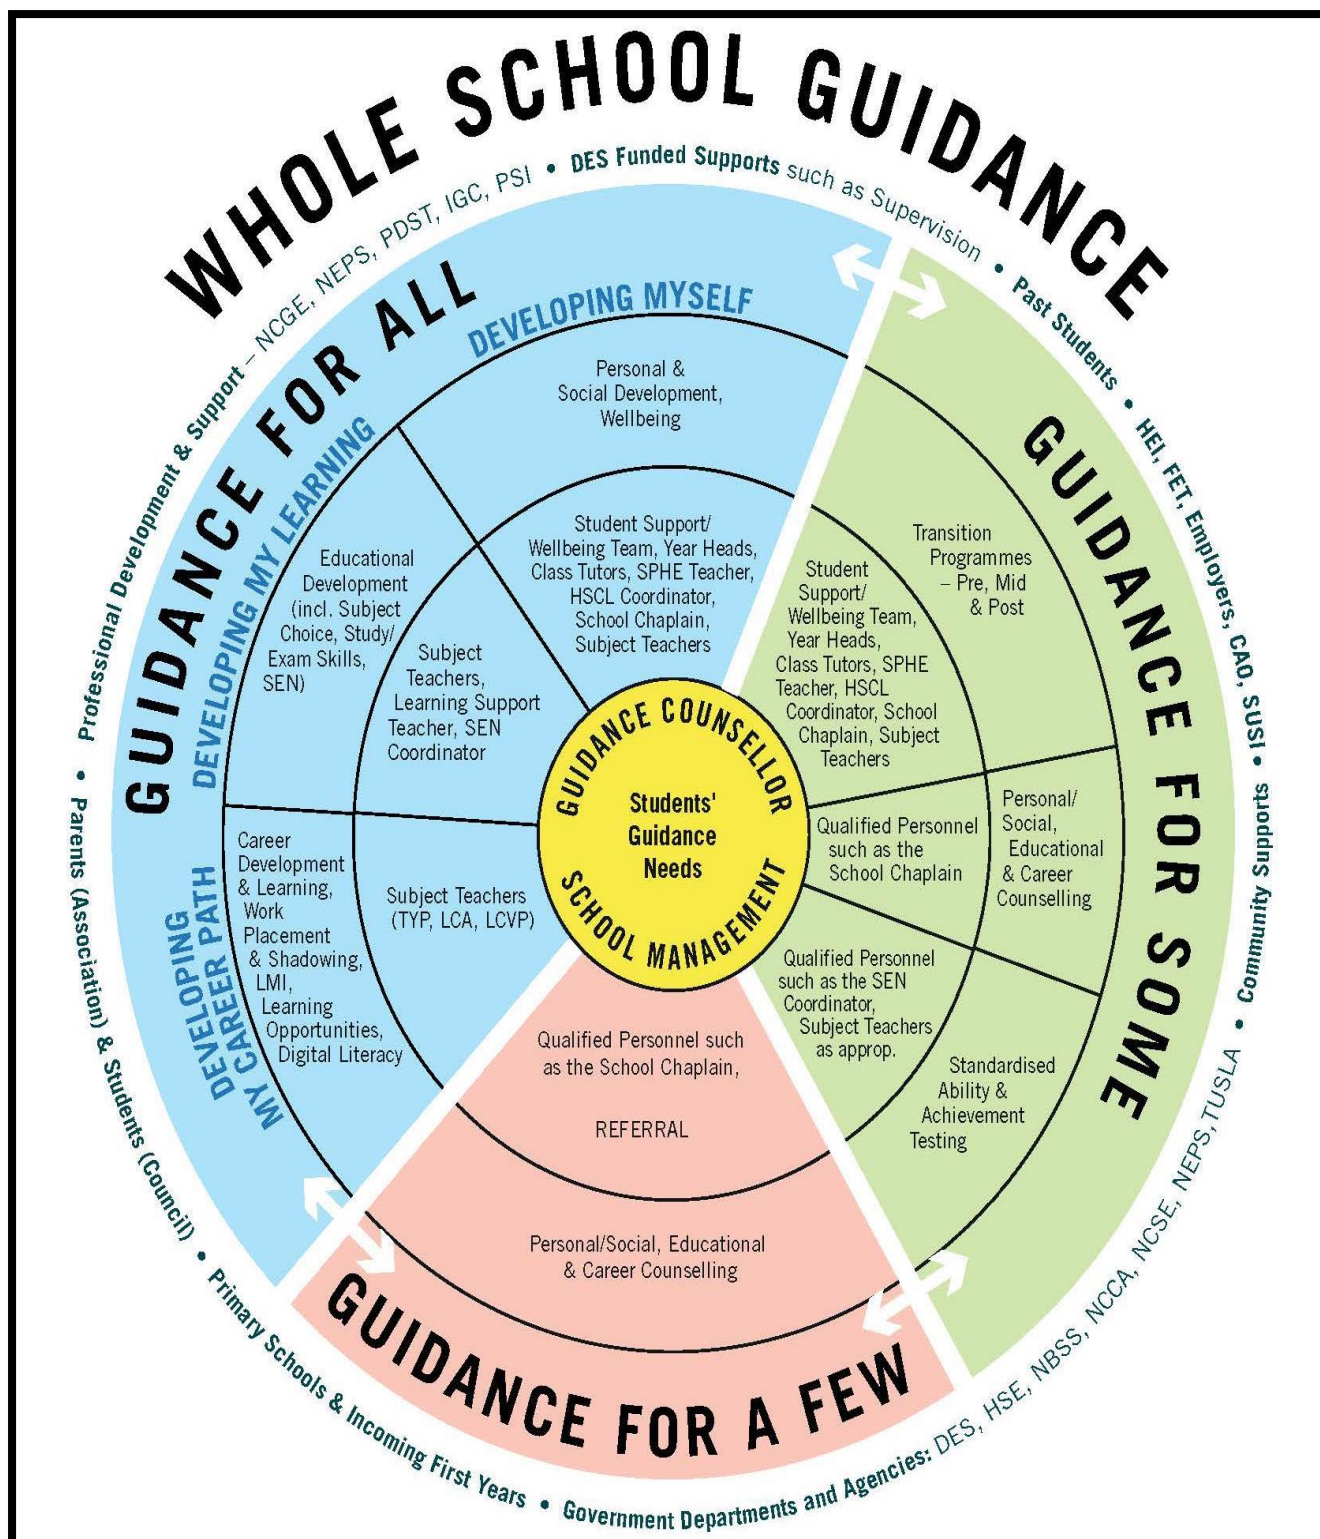 WHOLE SCHOOL GUIDANCE
• Professional Development & Support – NCGE, NEPS, PDST, IGC, PSI • DES Funded Supports such as Supervision • Past Students • HEI, FET, Employers, CAO, SUSI • Community Supports
• Parents (Association) & Students (Council) • Primary Schools & Incoming First Years • Government Departments and Agencies: DES, HSE, NBSS, NCCA, NCSE, NEPS, TUSLA •
GUIDANCE FOR ALL
DEVELOPING MYSELF
Personal &
Social Development,
Wellbeing
Student Support/
Wellbeing Team, Year Heads,
Class Tutors, SPHE Teacher,
HSCL Coordinator,
School Chaplain,
Subject Teachers
DEVELOPING MY LEARNING
Educational
Development
(incl. Subject
Choice, Study/
Exam Skills,
SEN)
Subject
Teachers,
Learning Support
Teacher, SEN
Coordinator
DEVELOPING
MY CAREER PATH
Career
Development
& Learning,
Work
Placement
& Shadowing,
LMI,
Learning
Opportunities,
Digital Literacy
Subject Teachers
(TYP, LCA, LCVP)
GUIDANCE COUNSELLOR
Students'
Guidance
Needs
SCHOOL MANAGEMENT
GUIDANCE FOR SOME
Transition
Programmes
– Pre, Mid
& Post
Student
Support/
Wellbeing Team,
Year Heads,
Class Tutors, SPHE
Teacher, HSCL
Coordinator, School
Chaplain, Subject
Teachers
Personal/
Social,
Educational
& Career
Counselling
Qualified Personnel
such as the
School Chaplain
Qualified Personnel
such as the SEN
Coordinator,
Subject Teachers
as approp.
Standardised
Ability &
Achievement
Testing
Qualified Personnel such
as the School Chaplain,
REFERRAL
Personal/Social, Educational
& Career Counselling
GUIDANCE FOR A FEW